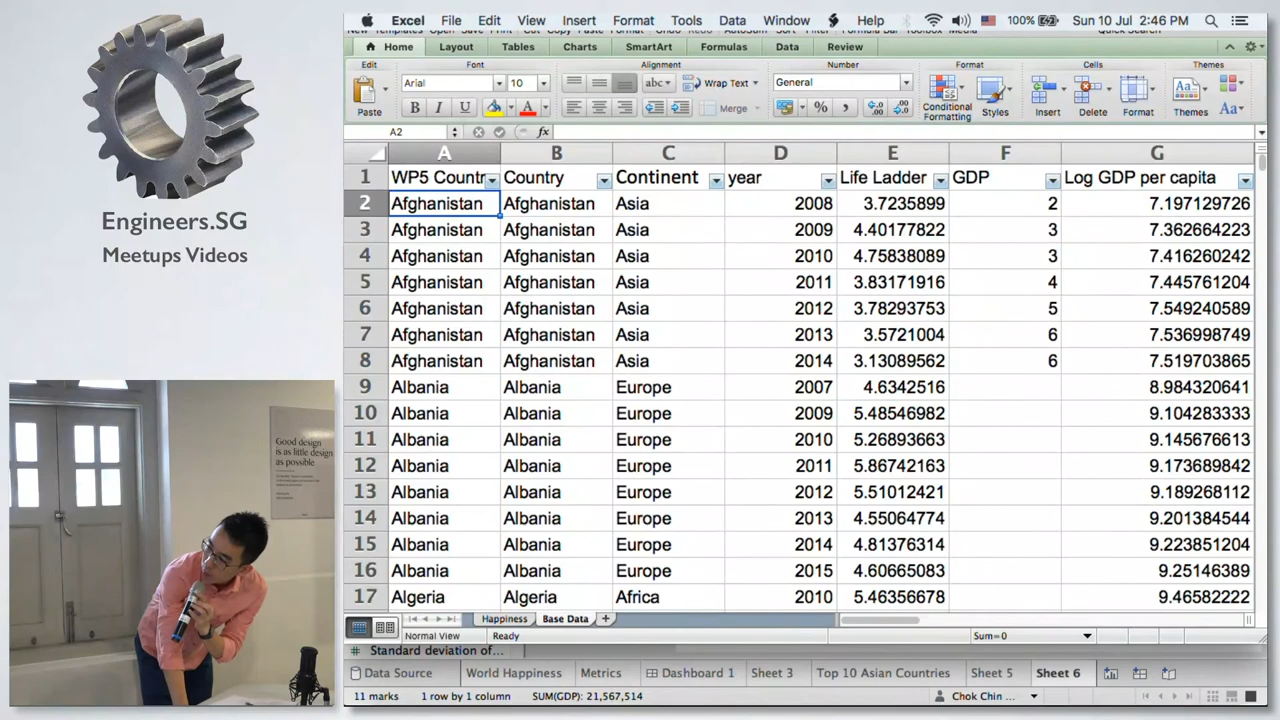 Engineers.SG
Meetups Videos
Good design
is as little design
as possible
Excel File Edit View Insert Format Tools Data Window Help 100% Sun 10 Jul 2:46 PM
Home Layout Tables Charts SmartArt Formulas Data Review
Edit Font Alignment Number Format Cells Themes
Arial 10 abc Wrap Text General
Paste B I U A Merge % Conditional Formatting Styles Insert Delete Format Themes Aa
A2 fx
A B C D E F G
1 WP5 Countr Country Continent year Life Ladder GDP Log GDP per capita
2 Afghanistan Afghanistan Asia 2008 3.7235899 2 7.197129726
3 Afghanistan Afghanistan Asia 2009 4.40177822 3 7.362664223
4 Afghanistan Afghanistan Asia 2010 4.75838089 3 7.416260242
5 Afghanistan Afghanistan Asia 2011 3.83171916 4 7.445761204
6 Afghanistan Afghanistan Asia 2012 3.78293753 5 7.549240589
7 Afghanistan Afghanistan Asia 2013 3.5721004 6 7.536998749
8 Afghanistan Afghanistan Asia 2014 3.13089562 6 7.519703865
9 Albania Albania Europe 2007 4.6342516 8.984320641
10 Albania Albania Europe 2009 5.48546982 9.104283333
11 Albania Albania Europe 2010 5.26893663 9.145676613
12 Albania Albania Europe 2011 5.86742163 9.173689842
13 Albania Albania Europe 2012 5.51012421 9.189268112
14 Albania Albania Europe 2013 4.55064774 9.201384544
15 Albania Albania Europe 2014 4.81376314 9.223851204
16 Albania Albania Europe 2015 4.60665083 9.25146389
17 Algeria Algeria Africa 2010 5.46356678 9.46582222
Happiness Base Data +
Normal View Ready Sum=0
# Standard deviation of...
Data Source World Happiness Metrics Dashboard 1 Sheet 3 Top 10 Asian Countries Sheet 5 Sheet 6
11 marks 1 row by 1 column SUM(GDP): 21,567,514 Chok Chin ...